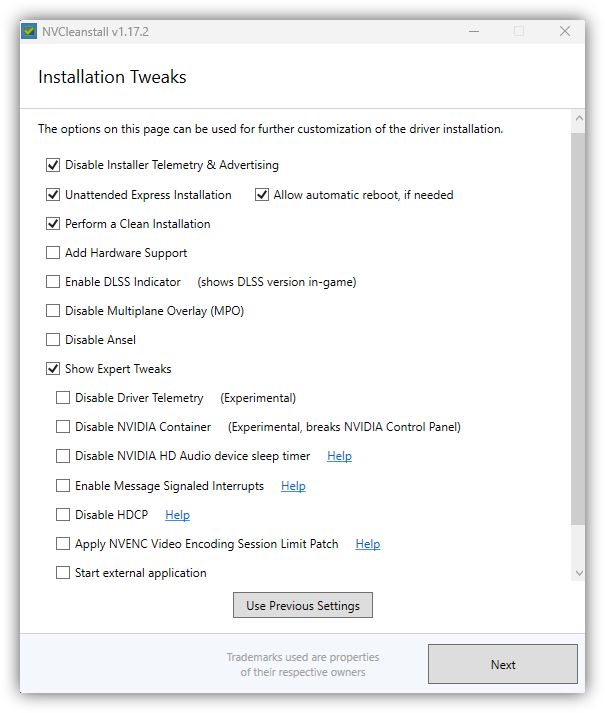 NVCleanstall v1.17.2
Installation Tweaks
The options on this page can be used for further customization of the driver installation.
Disable Installer Telemetry & Advertising
Unattended Express Installation Allow automatic reboot, if needed
Perform a Clean Installation
Add Hardware Support
Enable DLSS Indicator (shows DLSS version in-game)
Disable Multiplane Overlay (MPO)
Disable Ansel
Show Expert Tweaks
Disable Driver Telemetry (Experimental)
Disable NVIDIA Container (Experimental, breaks NVIDIA Control Panel)
Disable NVIDIA HD Audio device sleep timer Help
Enable Message Signaled Interrupts Help
Disable HDCP Help
Apply NVENC Video Encoding Session Limit Patch Help
Start external application
Use Previous Settings
Trademarks used are properties
of their respective owners
Next